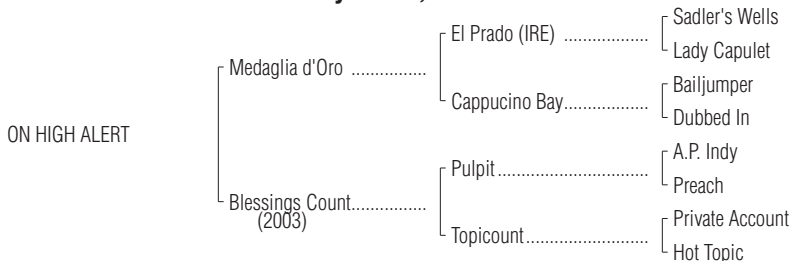 Sadler's Wells
El Prado (IRE) ..................
Lady Capulet
Medaglia d'Oro ................
Bailjumper
Cappucino Bay..................
Dubbed In
ON HIGH ALERT
A.P. Indy
Pulpit................................
Preach
Blessings Count................
(2003)
Private Account
Topicount..........................
Hot Topic